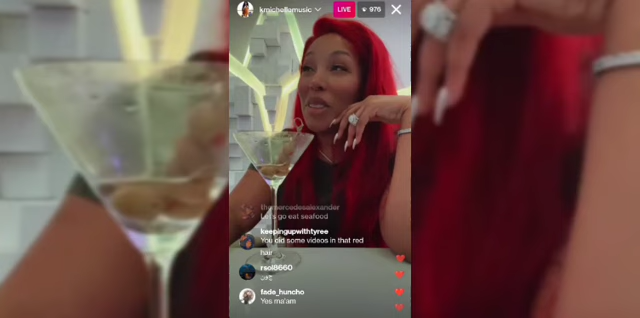 kmichellemusic
LIVE
976
themercedesalexander
Let's go eat seafood
keepingupwithtyree
You did some videos in that red
hair
rsol8660
fade_huncho
Yes ma'am